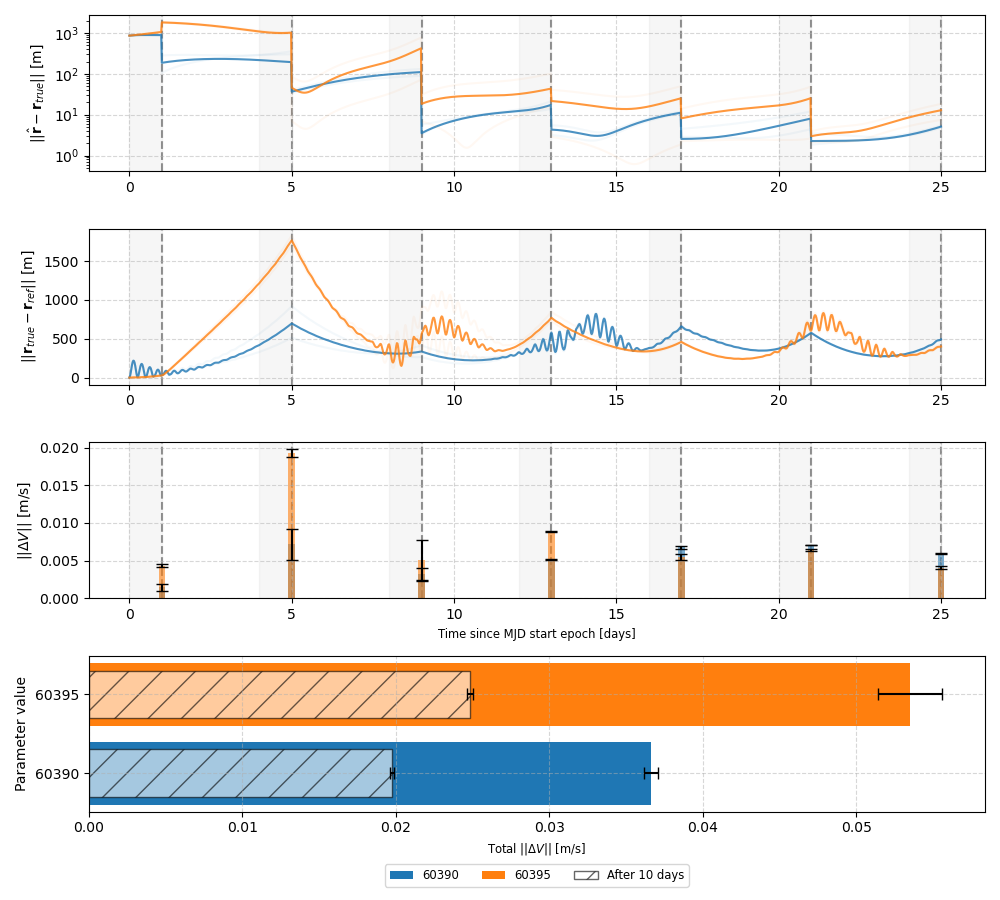 ||r̂ − r_true|| [m]
10³
10²
10¹
10⁰
0 5 10 15 20 25
||r_true − r_ref|| [m]
1500
1000
500
0
0 5 10 15 20 25
||ΔV|| [m/s]
0.020
0.015
0.010
0.005
0.000
0 5 10 15 20 25
Time since MJD start epoch [days]
Parameter value
60395
60390
0.00 0.01 0.02 0.03 0.04 0.05
Total ||ΔV|| [m/s]
60390 60395 After 10 days